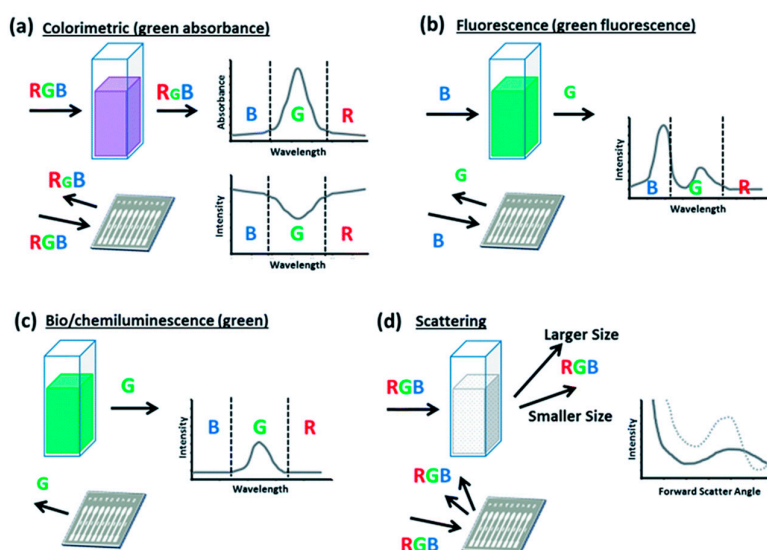 (a) Colorimetric (green absorbance)
RGB
RGB
Absorbance
B G R
Wavelength
RGB
RGB
Intensity
B G R
Wavelength
(b) Fluorescence (green fluorescence)
B
G
G
B
Intensity
B G R
Wavelength
(c) Bio/chemiluminescence (green)
G
G
Intensity
B G R
Wavelength
(d) Scattering
RGB
Larger Size
RGB
Smaller Size
RGB
RGB
Intensity
Forward Scatter Angle